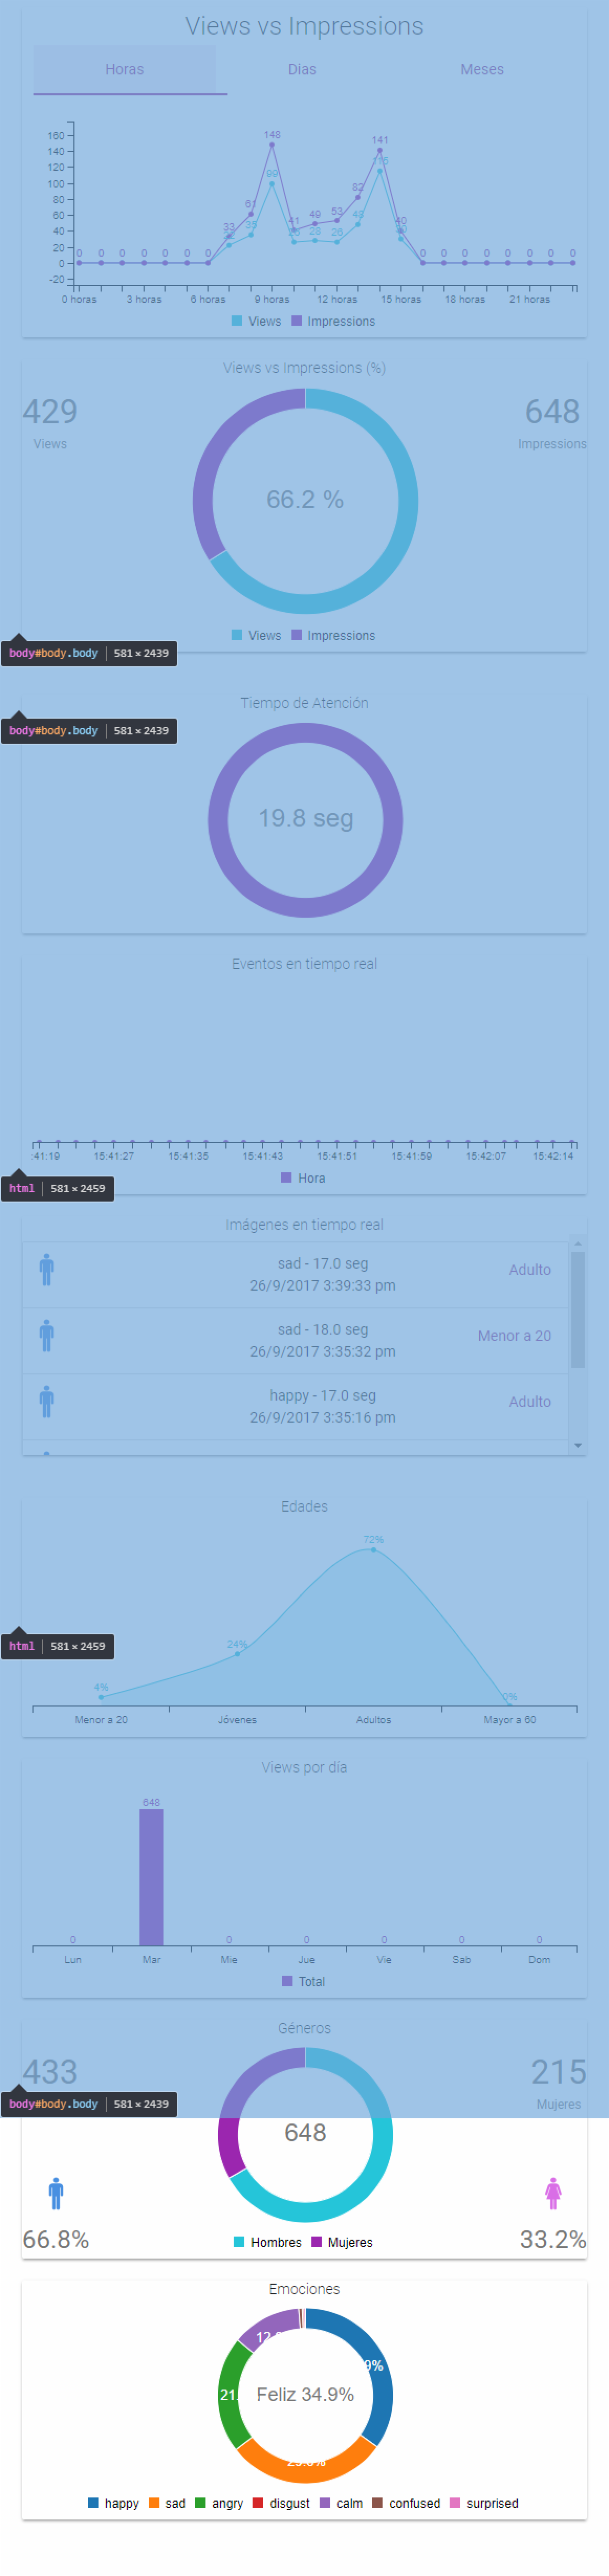 Views vs Impressions
Horas Dias Meses
160
140
120
100
80
60
40
20
0
-20
148
141
115
99
82
61
33
35
41
49
53
48
40
28
26
0 0 0 0 0 0 0
0 0 0 0 0 0 0 0
0 horas 3 horas 6 horas 9 horas 12 horas 15 horas 18 horas 21 horas
Views Impressions
Views vs Impressions (%)
429 648
Views Impressions
66.2 %
Views Impressions
body#body.body 581 × 2439
Tiempo de Atención
body#body.body 581 × 2439
19.8 seg
Eventos en tiempo real
:41:19 15:41:27 15:41:35 15:41:43 15:41:51 15:41:59 15:42:07 15:42:14
Hora
html 581 × 2459
Imágenes en tiempo real
sad - 17.0 seg
26/9/2017 3:39:33 pm
Adulto
sad - 18.0 seg
26/9/2017 3:35:32 pm
Menor a 20
happy - 17.0 seg
26/9/2017 3:35:16 pm
Adulto
Edades
72%
24%
html 581 × 2459
4%
0%
Menor a 20 Jóvenes Adultos Mayor a 60
Views por día
648
0 0 0 0 0 0
Lun Mar Mie Jue Vie Sab Dom
Total
Géneros
433 215
body#body.body 581 × 2439
Mujeres
648
66.8% 33.2%
Hombres Mujeres
Emociones
9%
21
Feliz 34.9%
happy sad angry disgust calm confused surprised